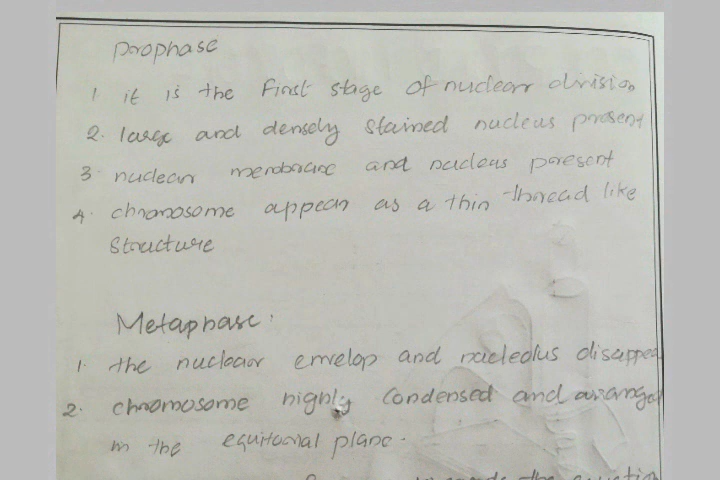 Prophase
1 it is the First stage of nuclear division
2. large and densely stained nucleus present
3 nuclear membrane and nucleus present
4. chromosome appear as a thin thread like
Structure
Metaphase:
1. the nuclear envelop and nucleolus disappear
2. chromosome highly Condensed and arranged
in the equitorial plane.
the equation